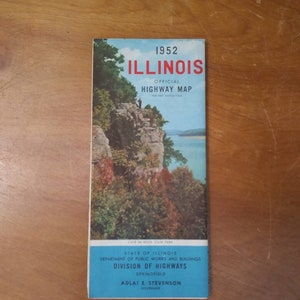 1952
ILLINOIS
OFFICIAL
HIGHWAY MAP
STATE OF ILLINOIS
DEPARTMENT OF PUBLIC WORKS AND BUILDINGS
DIVISION OF HIGHWAYS
SPRINGFIELD
ADLAI E. STEVENSON
GOVERNOR